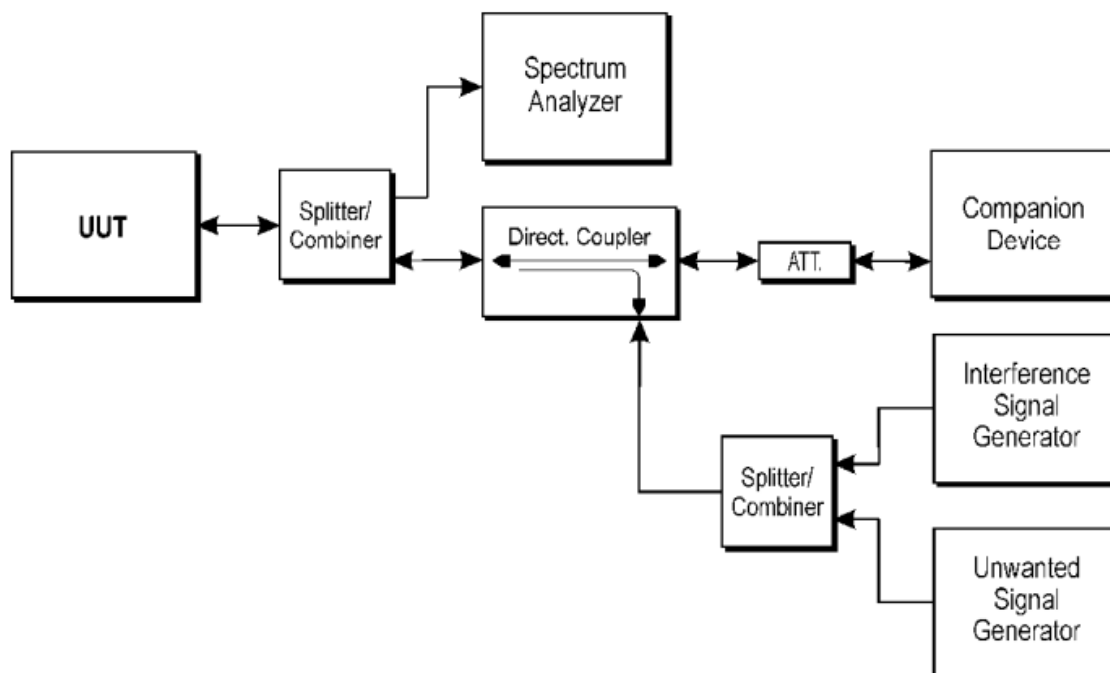 Spectrum
Analyzer
UUT
Splitter/
Combiner
Direct. Coupler
ATT.
Companion
Device
Interference
Signal
Generator
Splitter/
Combiner
Unwanted
Signal
Generator